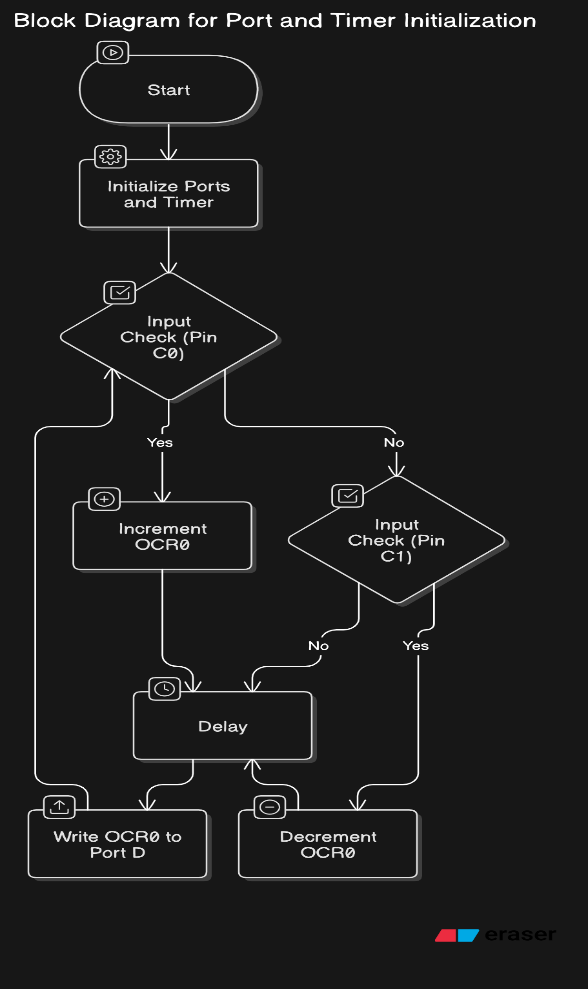 Block Diagram for Port and Timer Initialization
Start
Initialize Ports
and Timer
Input
Check (Pin
C0)
Yes
No
Increment
OCR0
Input
Check (Pin
C1)
No
Yes
Delay
Write OCR0 to
Port D
Decrement
OCR0
eraser